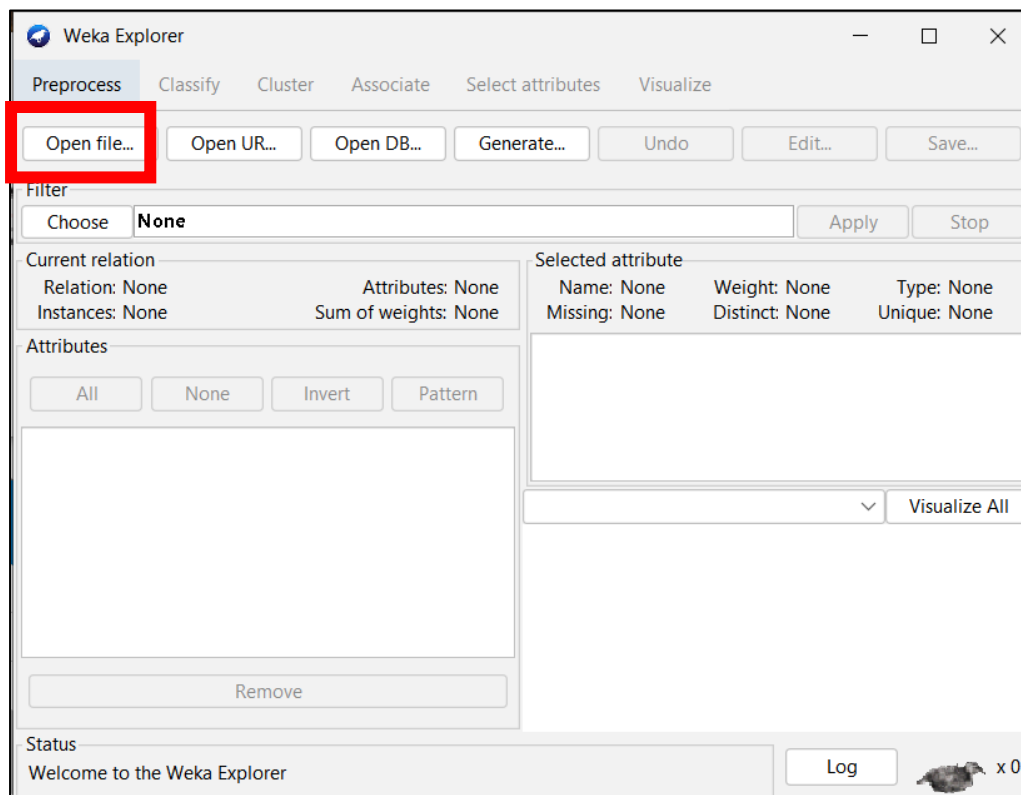 Weka Explorer
Preprocess Classify Cluster Associate Select attributes Visualize
Open file... Open UR... Open DB... Generate... Undo Edit... Save...
Filter
Choose None Apply Stop
Current relation
Relation: None Attributes: None
Instances: None Sum of weights: None
Selected attribute
Name: None Weight: None Type: None
Missing: None Distinct: None Unique: None
Attributes
All None Invert Pattern
Visualize All
Remove
Status
Welcome to the Weka Explorer
Log x 0